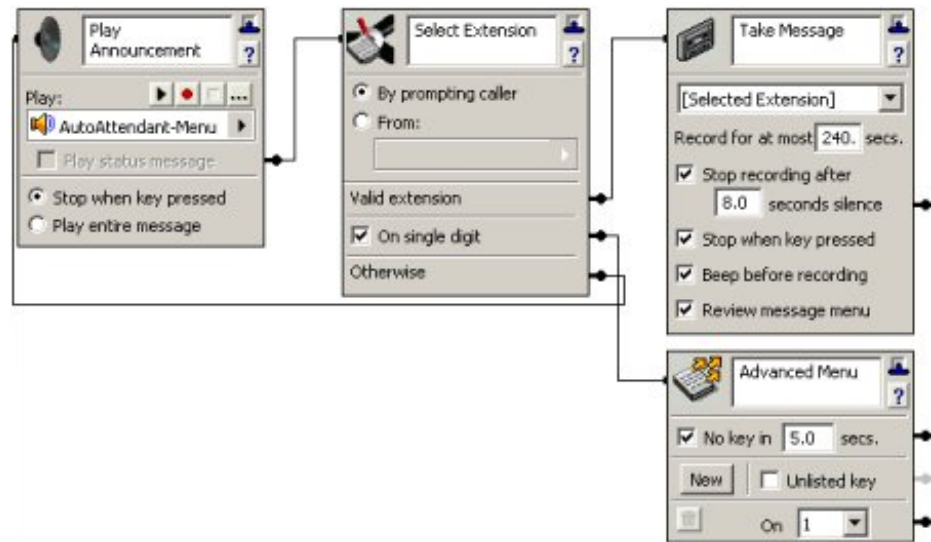 Play
Announcement
?
Play:
...
AutoAttendant-Menu
Play status message
Stop when key pressed
Play entire message
Select Extension
?
By prompting caller
From:
Valid extension
On single digit
Otherwise
Take Message
?
[Selected Extension]
Record for at most 240. secs.
Stop recording after
8.0 seconds silence
Stop when key pressed
Beep before recording
Review message menu
Advanced Menu
?
No key in 5.0 secs.
New Unlisted key
On 1